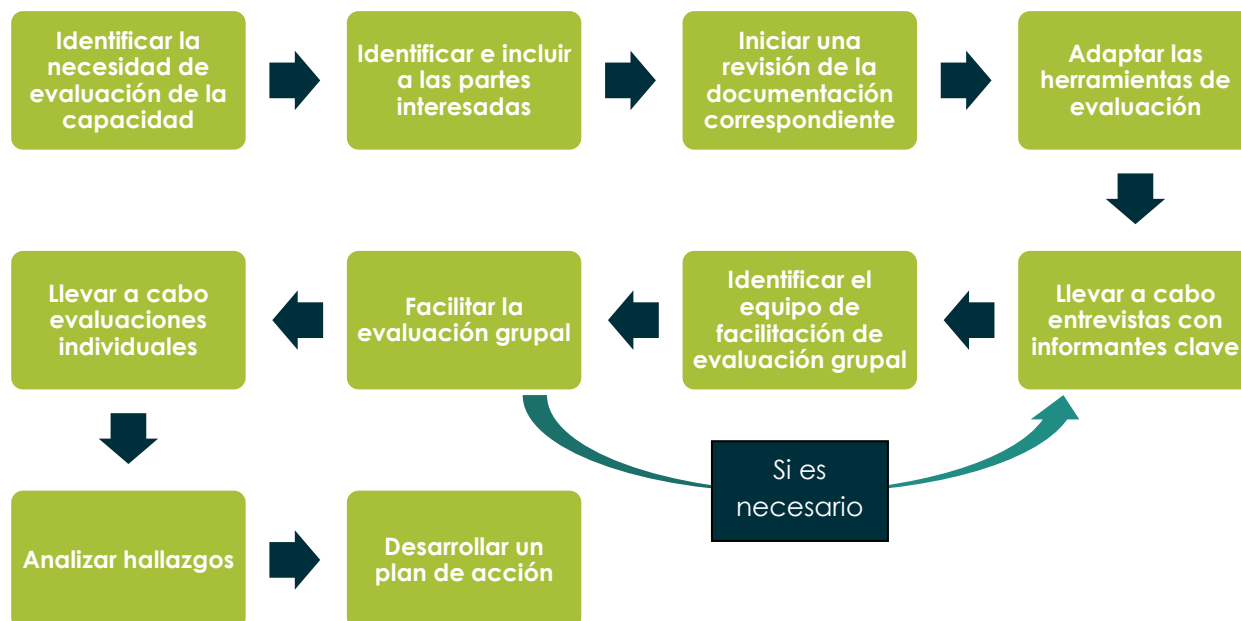 Identificar la
necesidad de
evaluación de la
capacidad
Identificar e incluir
a las partes
interesadas
Iniciar una
revisión de la
documentación
correspondiente
Adaptar las
herramientas de
evaluación
Llevar a cabo
entrevistas con
informantes clave
Identificar el
equipo de
facilitación de
evaluación grupal
Facilitar la
evaluación grupal
Llevar a cabo
evaluaciones
individuales
Si es
necesario
Analizar hallazgos
Desarrollar un
plan de acción